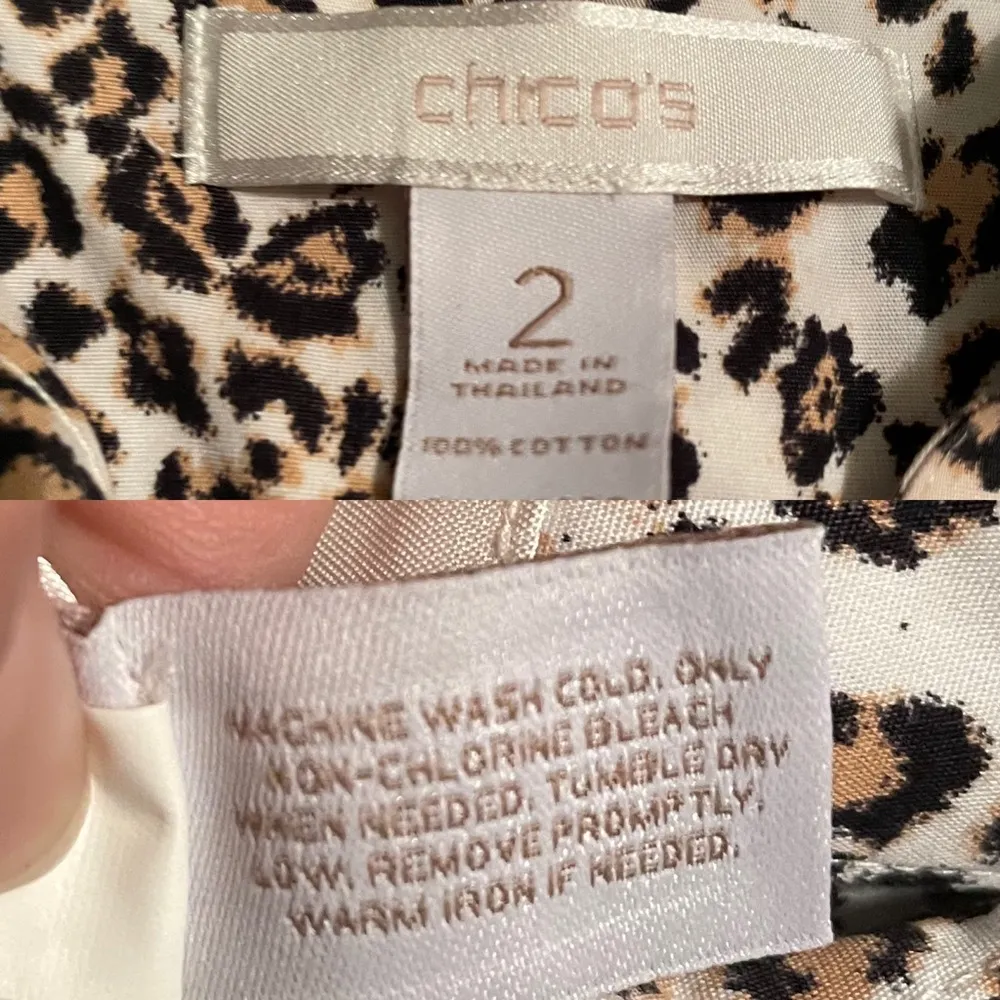 chico's
2
MADE IN
THAILAND
100% COTTON
MACHINE WASH COLD. ONLY
NON-CHLORINE BLEACH
WHEN NEEDED. TUMBLE DRY
LOW. REMOVE PROMPTLY.
WARM IRON IF NEEDED.